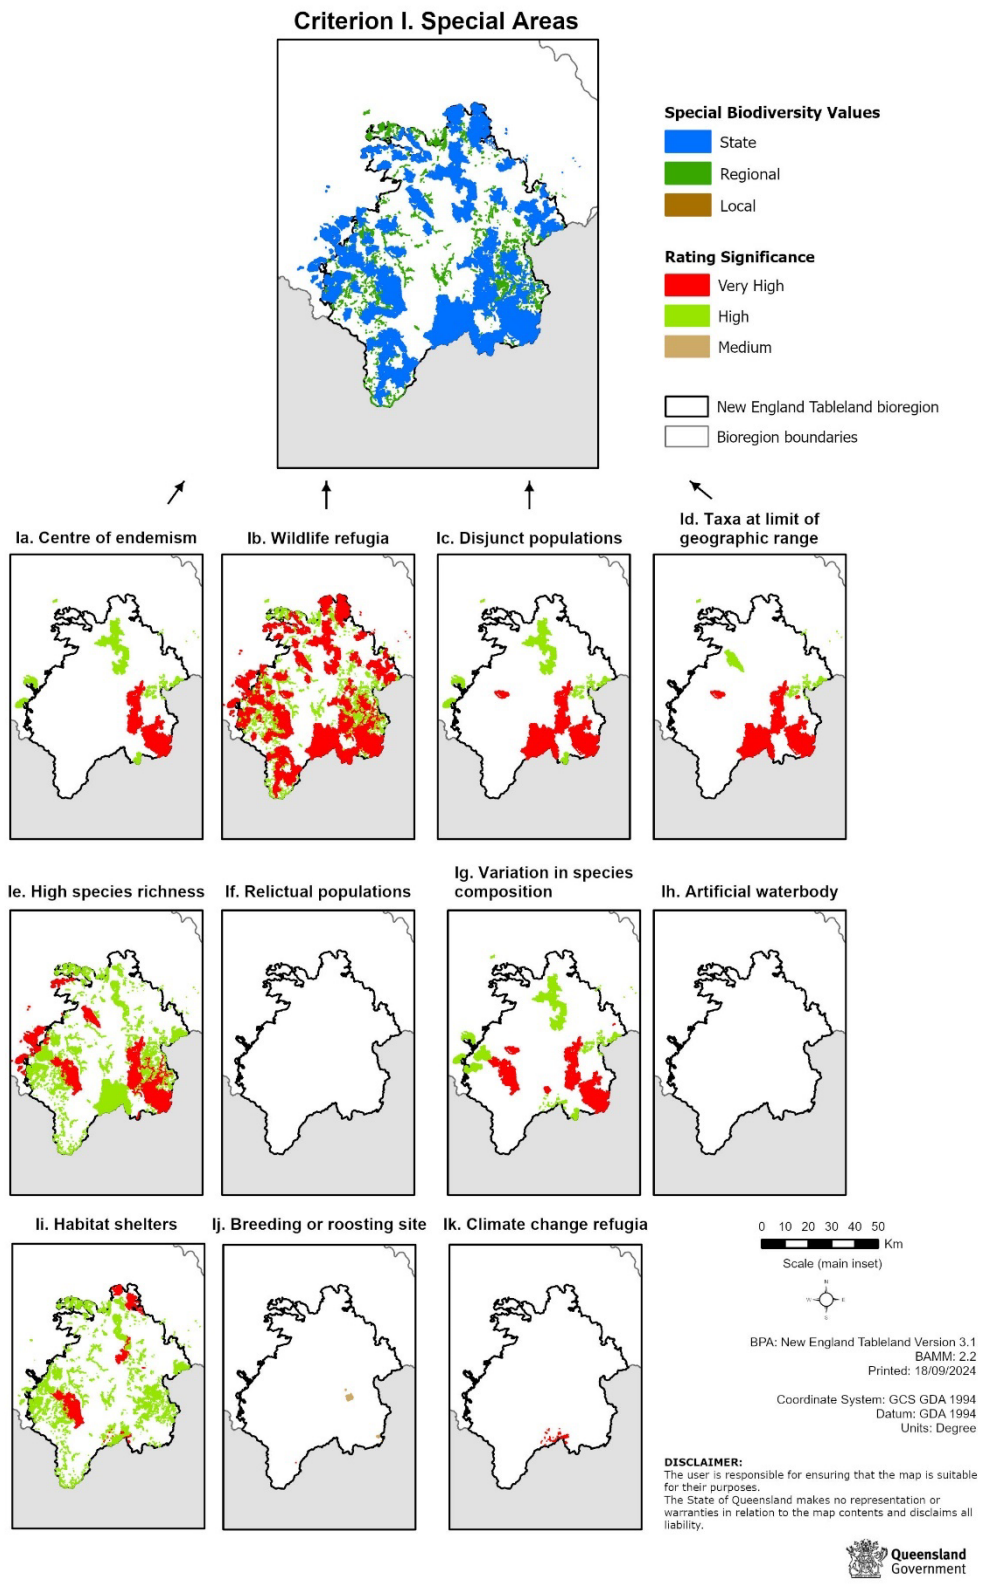 Criterion I. Special Areas
Special Biodiversity Values
State
Regional
Local
Rating Significance
Very High
High
Medium
New England Tableland bioregion
Bioregion boundaries
Ia. Centre of endemism
Ib. Wildlife refugia
Ic. Disjunct populations
Id. Taxa at limit of
geographic range
Ie. High species richness
If. Relictual populations
Ig. Variation in species
composition
Ih. Artificial waterbody
Ii. Habitat shelters
Ij. Breeding or roosting site
Ik. Climate change refugia
0 10 20 30 40 50
Km
Scale (main inset)
N
W E
S
BPA: New England Tableland Version 3.1
BAMM: 2.2
Printed: 18/09/2024
Coordinate System: GCS GDA 1994
Datum: GDA 1994
Units: Degree
DISCLAIMER:
The user is responsible for ensuring that the map is suitable
for their purposes.
The State of Queensland makes no representation or
warranties in relation to the map contents and disclaims all
liability.
Queensland
Government